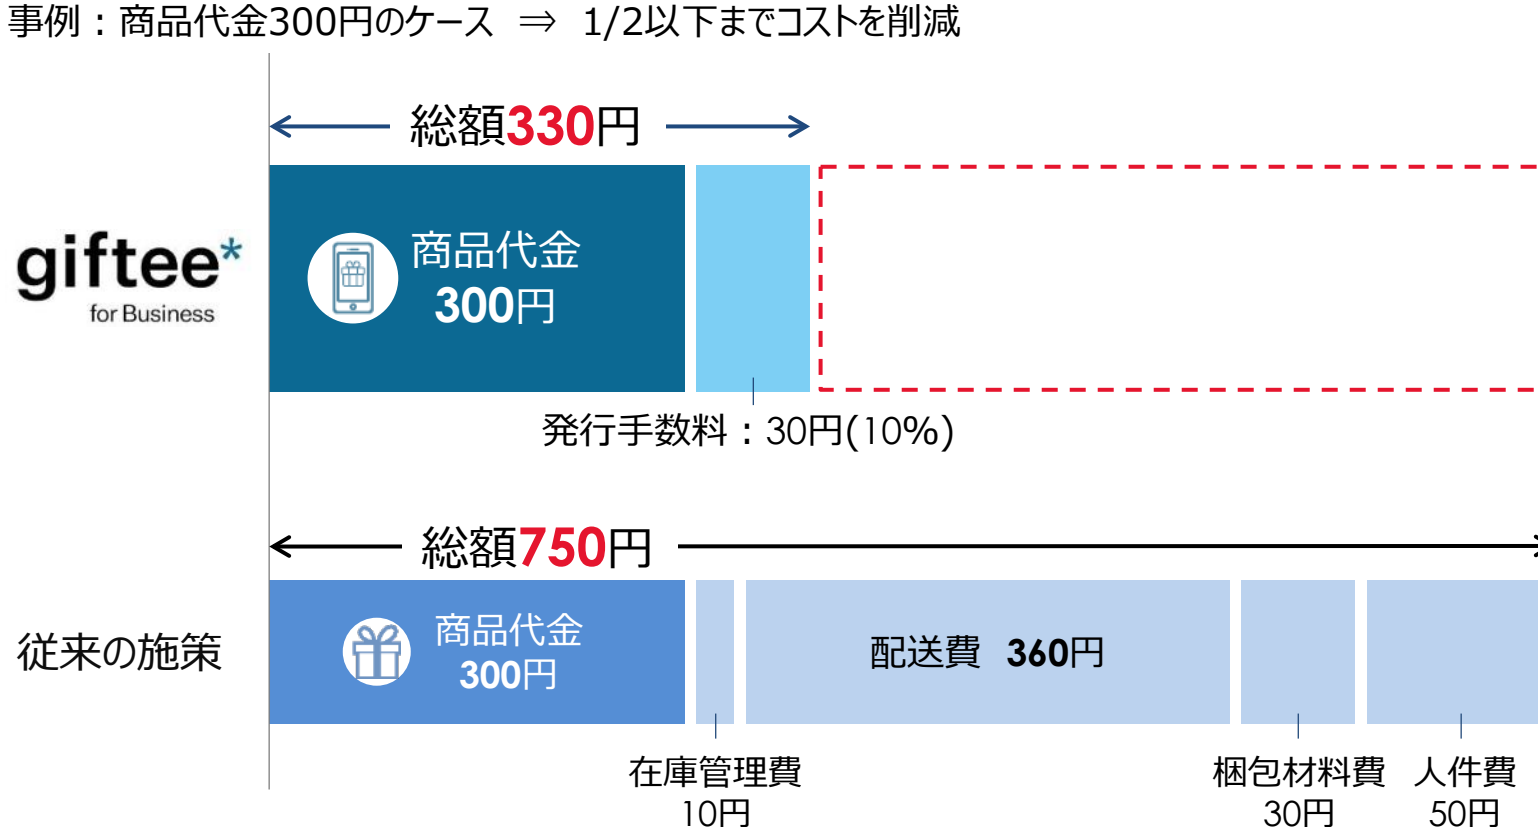 事例：商品代金300円のケース ⇒ 1/2以下までコストを削減
総額330円
giftee*
for Business
商品代金
300円
発行手数料：30円(10%)
総額750円
従来の施策
商品代金
300円
配送費 360円
在庫管理費
10円
梱包材料費
30円
人件費
50円